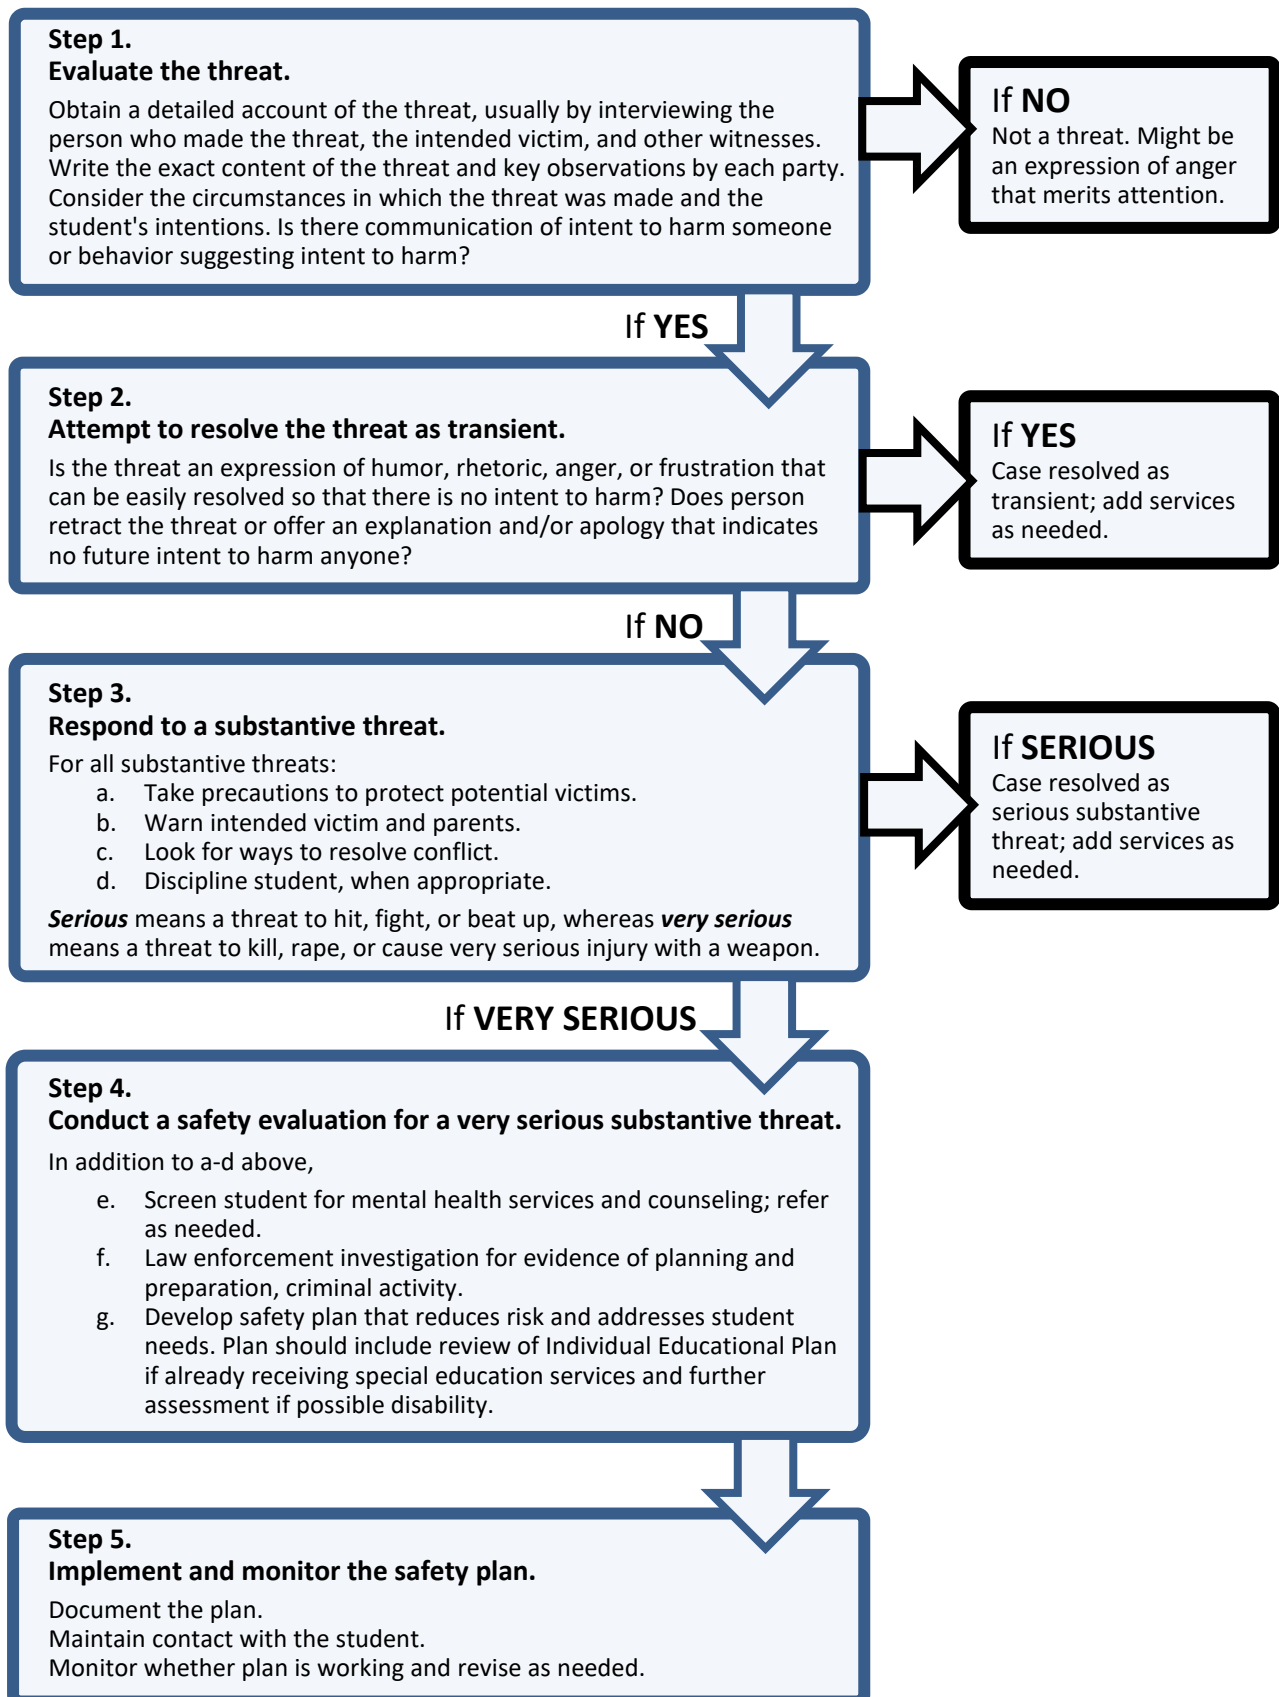 Step 1.
Evaluate the threat.
Obtain a detailed account of the threat, usually by interviewing the
person who made the threat, the intended victim, and other witnesses.
Write the exact content of the threat and key observations by each party.
Consider the circumstances in which the threat was made and the
student's intentions. Is there communication of intent to harm someone
or behavior suggesting intent to harm?
If NO
Not a threat. Might be
an expression of anger
that merits attention.
If YES
Step 2.
Attempt to resolve the threat as transient.
Is the threat an expression of humor, rhetoric, anger, or frustration that
can be easily resolved so that there is no intent to harm? Does person
retract the threat or offer an explanation and/or apology that indicates
no future intent to harm anyone?
If YES
Case resolved as
transient; add services
as needed.
If NO
Step 3.
Respond to a substantive threat.
For all substantive threats:
a. Take precautions to protect potential victims.
b. Warn intended victim and parents.
c. Look for ways to resolve conflict.
d. Discipline student, when appropriate.
Serious means a threat to hit, fight, or beat up, whereas very serious
means a threat to kill, rape, or cause very serious injury with a weapon.
If SERIOUS
Case resolved as
serious substantive
threat; add services as
needed.
If VERY SERIOUS
Step 4.
Conduct a safety evaluation for a very serious substantive threat.
In addition to a-d above,
e. Screen student for mental health services and counseling; refer
as needed.
f. Law enforcement investigation for evidence of planning and
preparation, criminal activity.
g. Develop safety plan that reduces risk and addresses student
needs. Plan should include review of Individual Educational Plan
if already receiving special education services and further
assessment if possible disability.
Step 5.
Implement and monitor the safety plan.
Document the plan.
Maintain contact with the student.
Monitor whether plan is working and revise as needed.